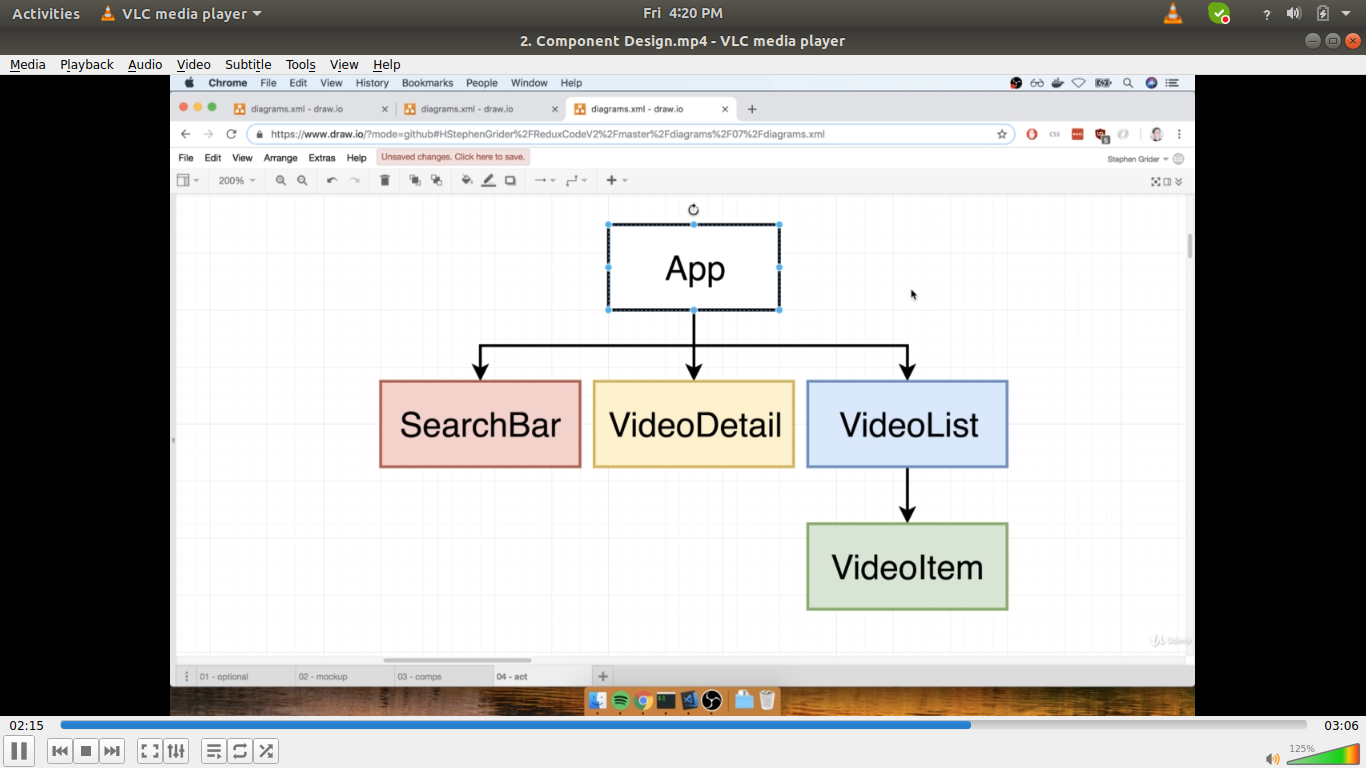 Activities VLC media player Fri 4:20 PM ?
2. Component Design.mp4 - VLC media player
Media Playback Audio Video Subtitle Tools View Help
Chrome File Edit View History Bookmarks People Window Help
diagrams.xml - draw.io diagrams.xml - draw.io diagrams.xml - draw.io
https://www.draw.io/?mode=github#HStephenGrider%2FReduxCodeV2%2Fmaster%2Fdiagrams%2F07%2Fdiagrams.xml
File Edit View Arrange Extras Help Unsaved changes. Click here to save. Stephen Grider
200%
App
SearchBar VideoDetail VideoList
VideoItem
Udemy
01 - optional 02 - mockup 03 - comps 04 - act
02:15 03:06
125%